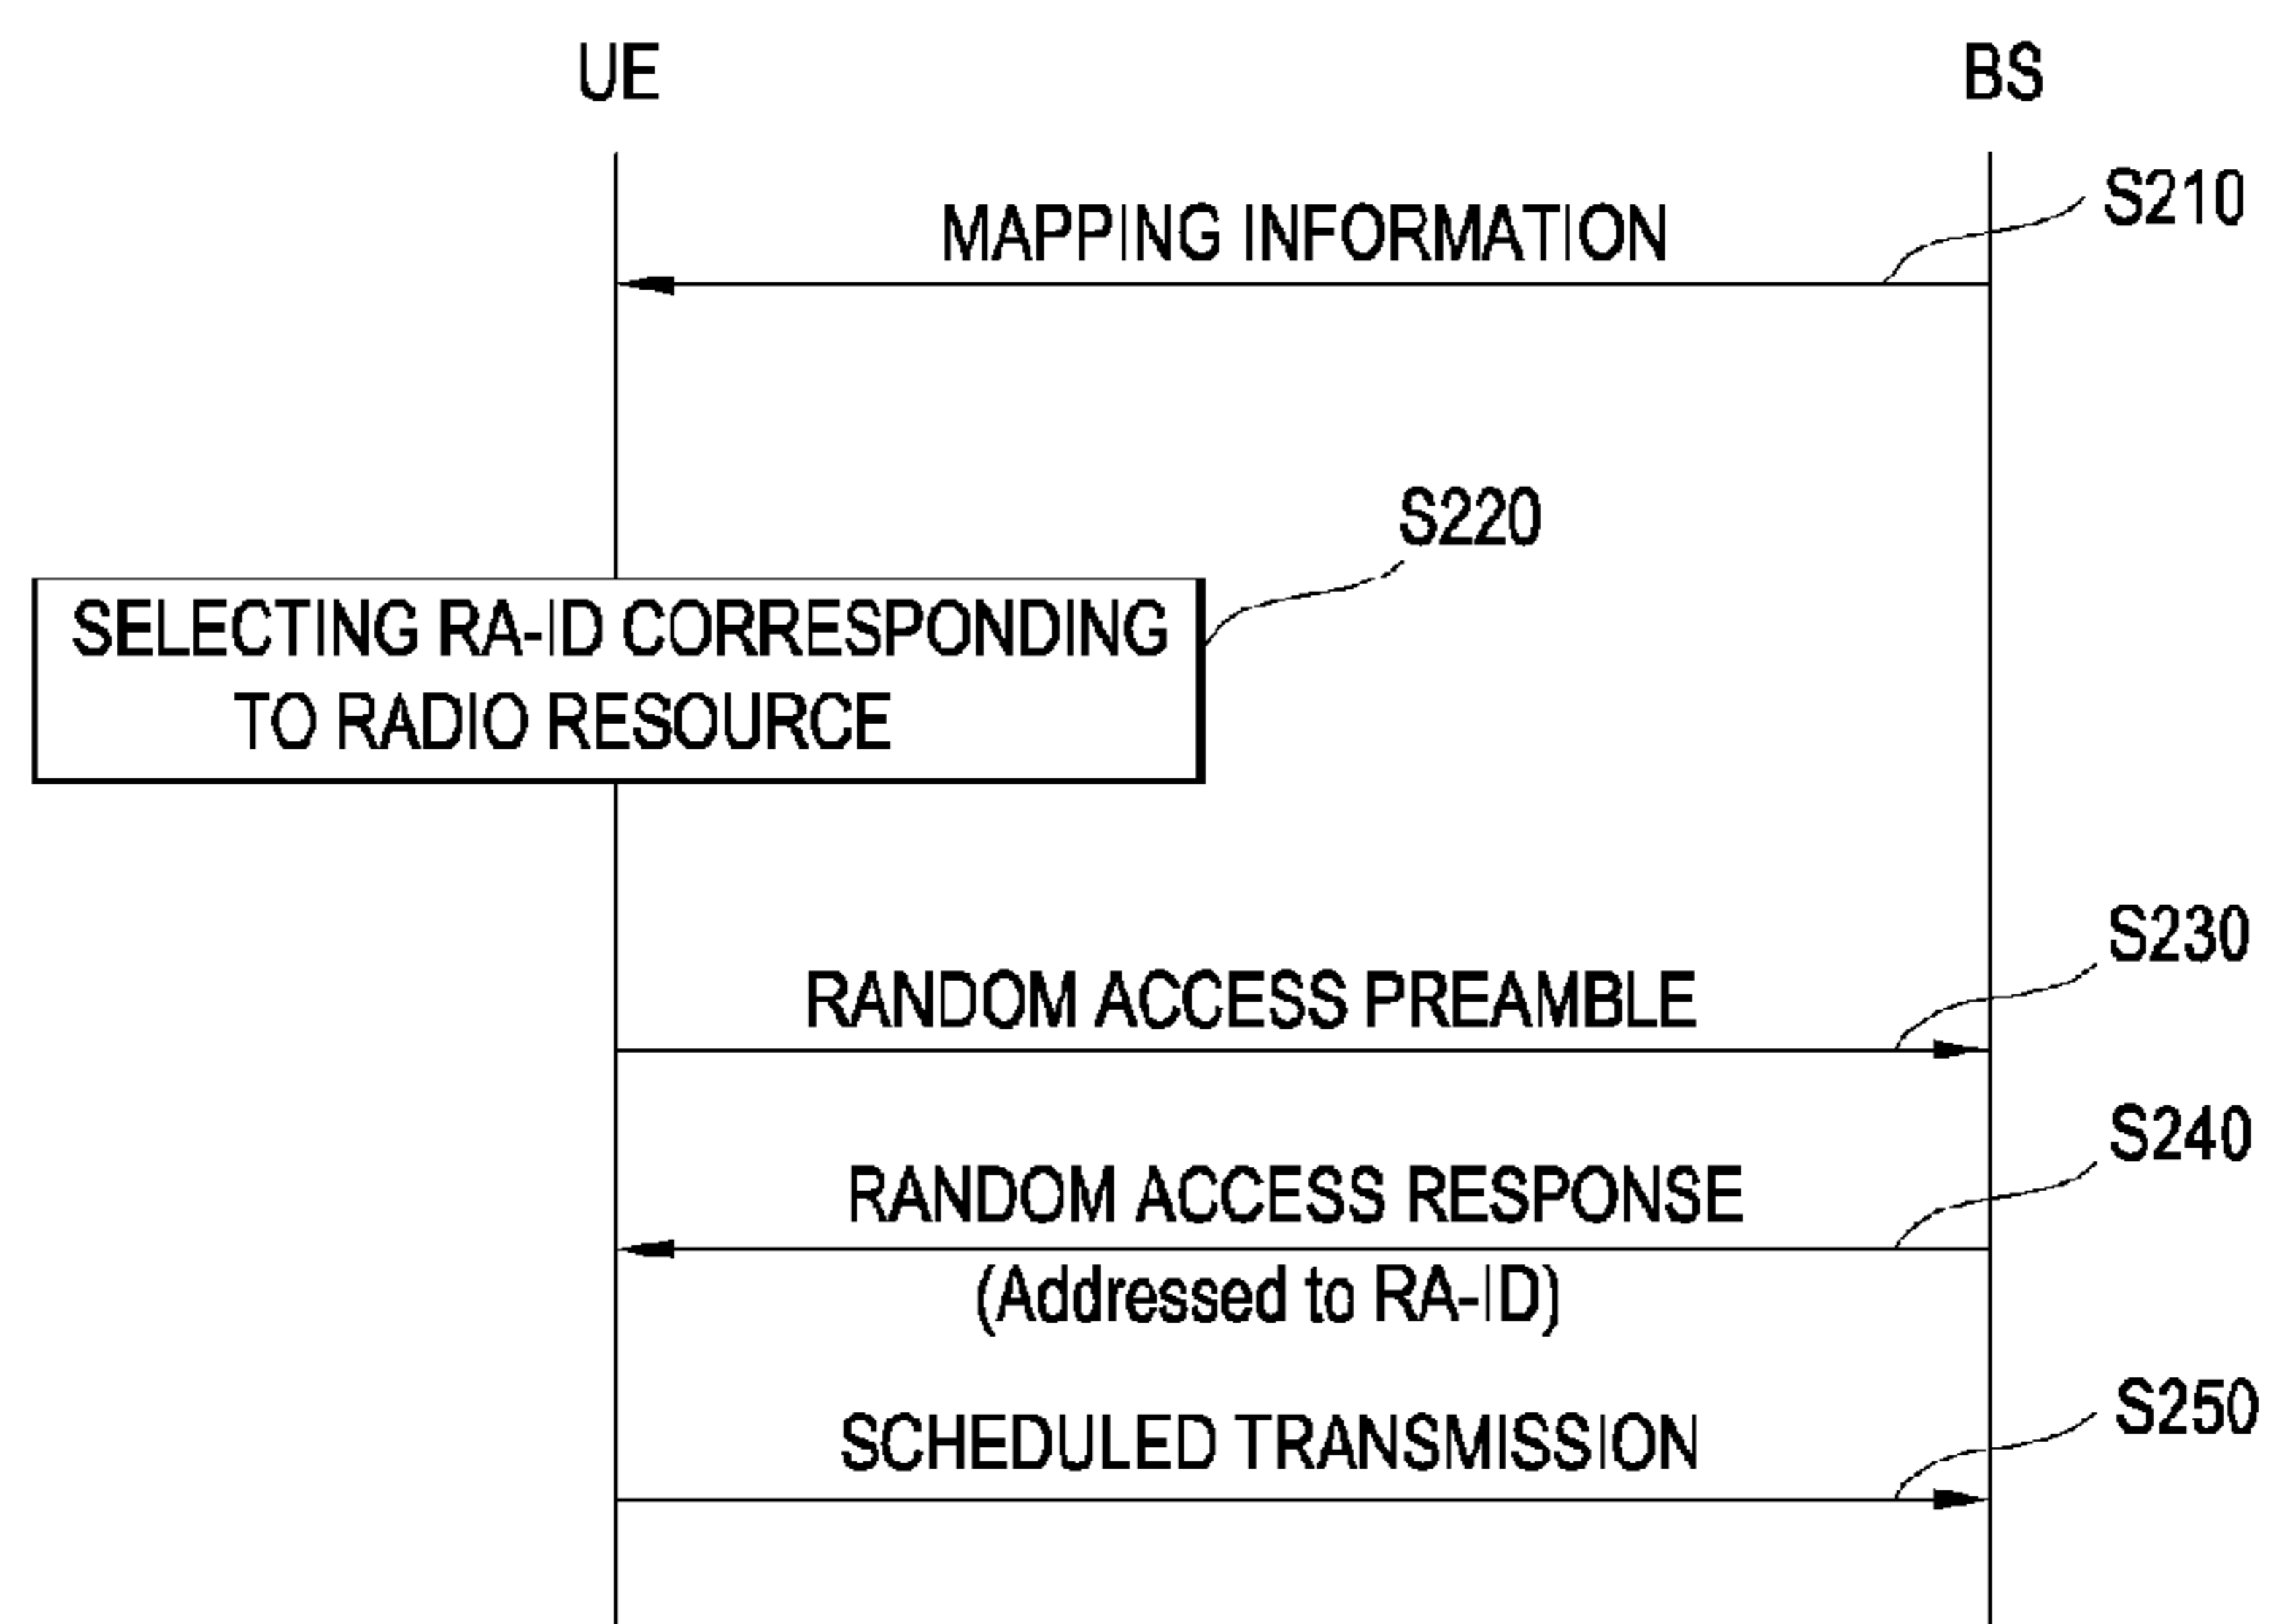 UE
BS
S210
MAPPING INFORMATION
S220
SELECTING RA-ID CORRESPONDING
TO RADIO RESOURCE
S230
RANDOM ACCESS PREAMBLE
S240
RANDOM ACCESS RESPONSE
(Addressed to RA-ID)
S250
SCHEDULED TRANSMISSION